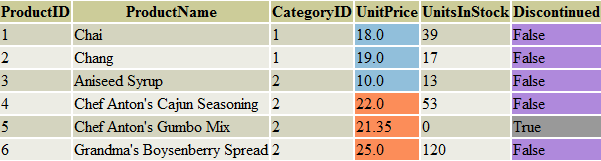 ProductID ProductName CategoryID UnitPrice UnitsInStock Discontinued
1 Chai 1 18.0 39 False
2 Chang 1 19.0 17 False
3 Aniseed Syrup 2 10.0 13 False
4 Chef Anton's Cajun Seasoning 2 22.0 53 False
5 Chef Anton's Gumbo Mix 2 21.35 0 True
6 Grandma's Boysenberry Spread 2 25.0 120 False